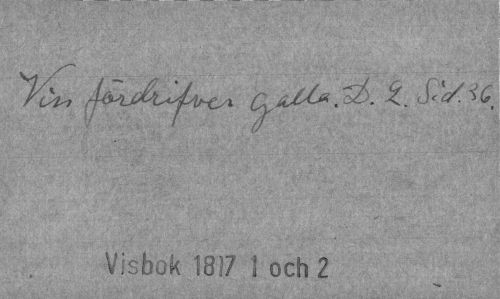 Vin fördrifver galla. D. 2. Sid. 36.
Visbok 1817 1 och 2